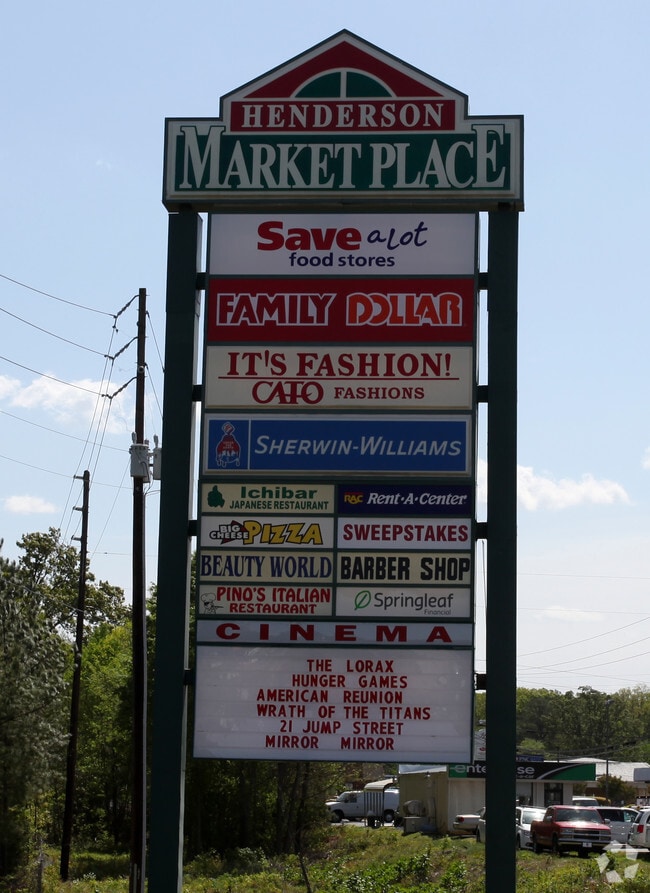 HENDERSON
MARKET PLACE
Save a lot
food stores
FAMILY DOLLAR
IT'S FASHION!
CATO FASHIONS
SHERWIN-WILLIAMS
Ichibar
JAPANESE RESTAURANT
RAC Rent-A-Center
BIG CHEESE PIZZA
SWEEPSTAKES
BEAUTY WORLD
BARBER SHOP
PINO'S ITALIAN
RESTAURANT
Springleaf
Financial
CINEMA
THE LORAX
HUNGER GAMES
AMERICAN REUNION
WRATH OF THE TITANS
21 JUMP STREET
MIRROR MIRROR